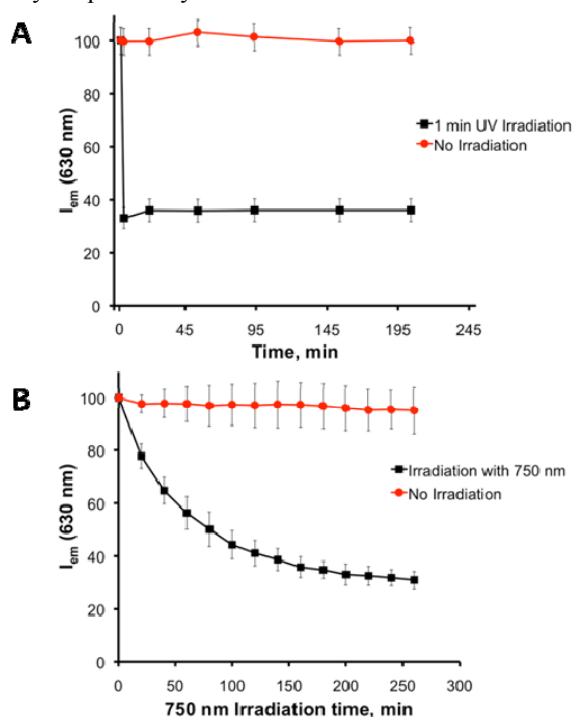 A
100
80
60
40
20
0
I_em (630 nm)
1 min UV Irradiation
No Irradiation
0 45 95 145 195 245
Time, min
B
100
80
60
40
20
0
I_em (630 nm)
Irradiation with 750 nm
No Irradiation
0 50 100 150 200 250 300
750 nm Irradiation time, min